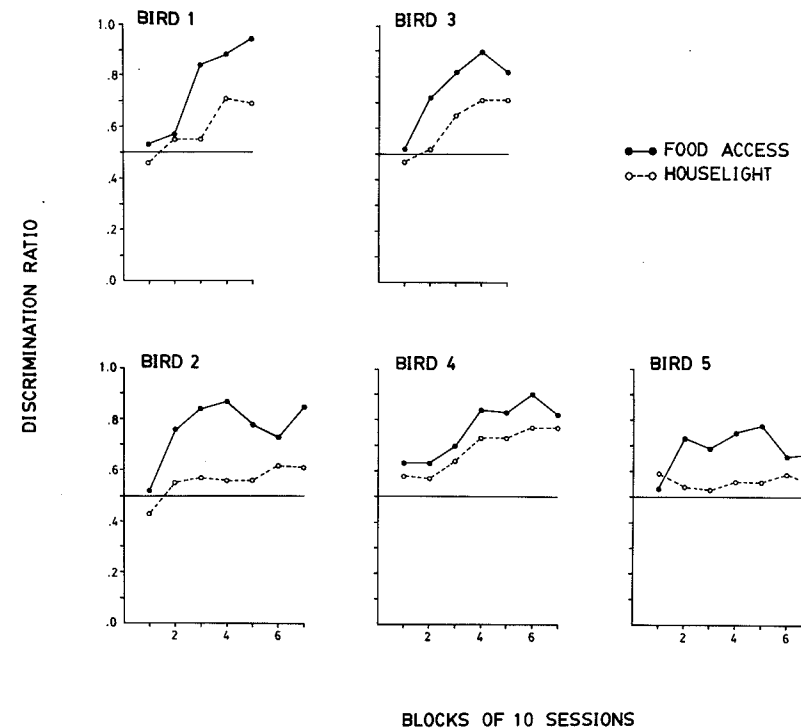 BIRD 1
1.0
.8
.6
.4
.2
.0
BIRD 3
FOOD ACCESS
HOUSELIGHT
DISCRIMINATION RATIO
BIRD 2
1.0
.8
.6
.4
.2
.0
2 4 6
BIRD 4
2 4 6
BIRD 5
2 4 6
BLOCKS OF 10 SESSIONS